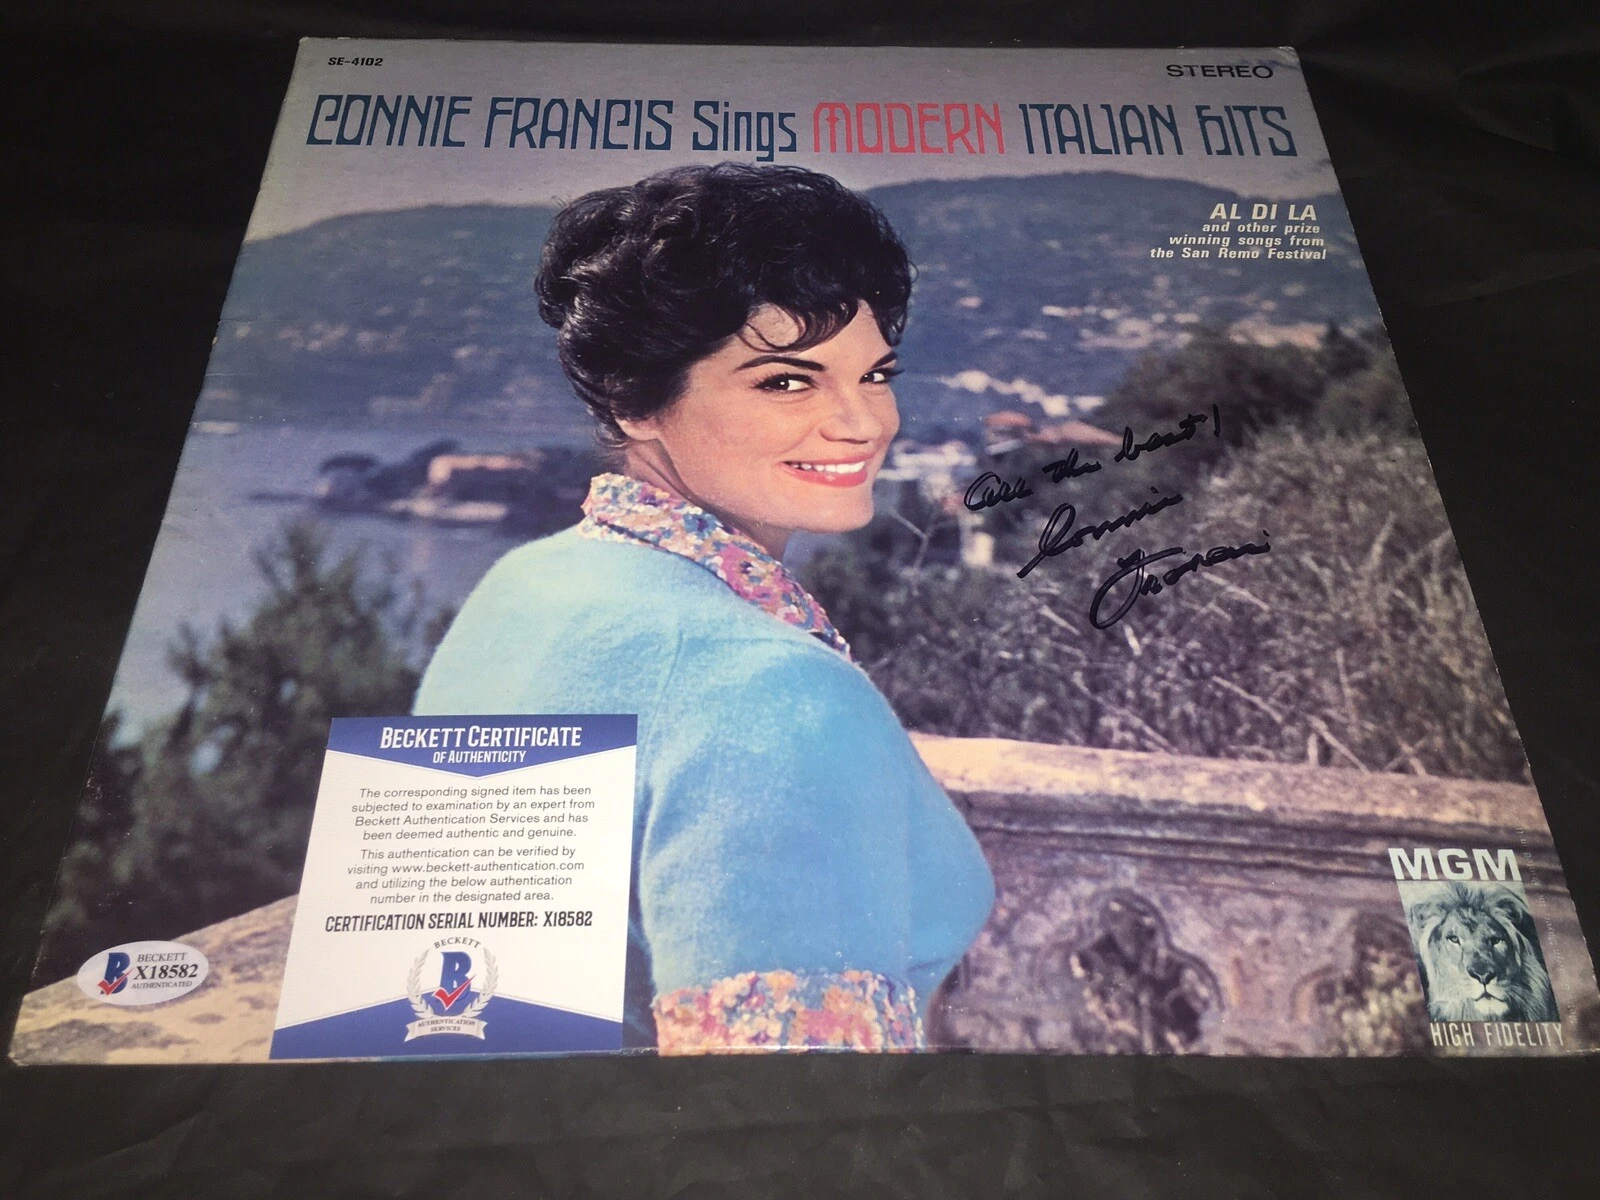 SE-4102
STEREO
CONNIE FRANCIS Sings MODERN ITALIAN HITS
AL DI LA
and other prize
winning songs from
the San Remo Festival
All the best!
Connie
Francis
BECKETT CERTIFICATE
OF AUTHENTICITY
The corresponding signed item has been
subjected to examination by an expert from
Beckett Authentication Services and has
been deemed authentic and genuine.
This authentication can be verified by
visiting www.beckett-authentication.com
and utilizing the below authentication
number in the designated area.
CERTIFICATION SERIAL NUMBER: X18582
BECKETT
B
AUTHENTICATION
SERVICES
B
BECKETT
X18582
AUTHENTICATED
MGM
HIGH FIDELITY